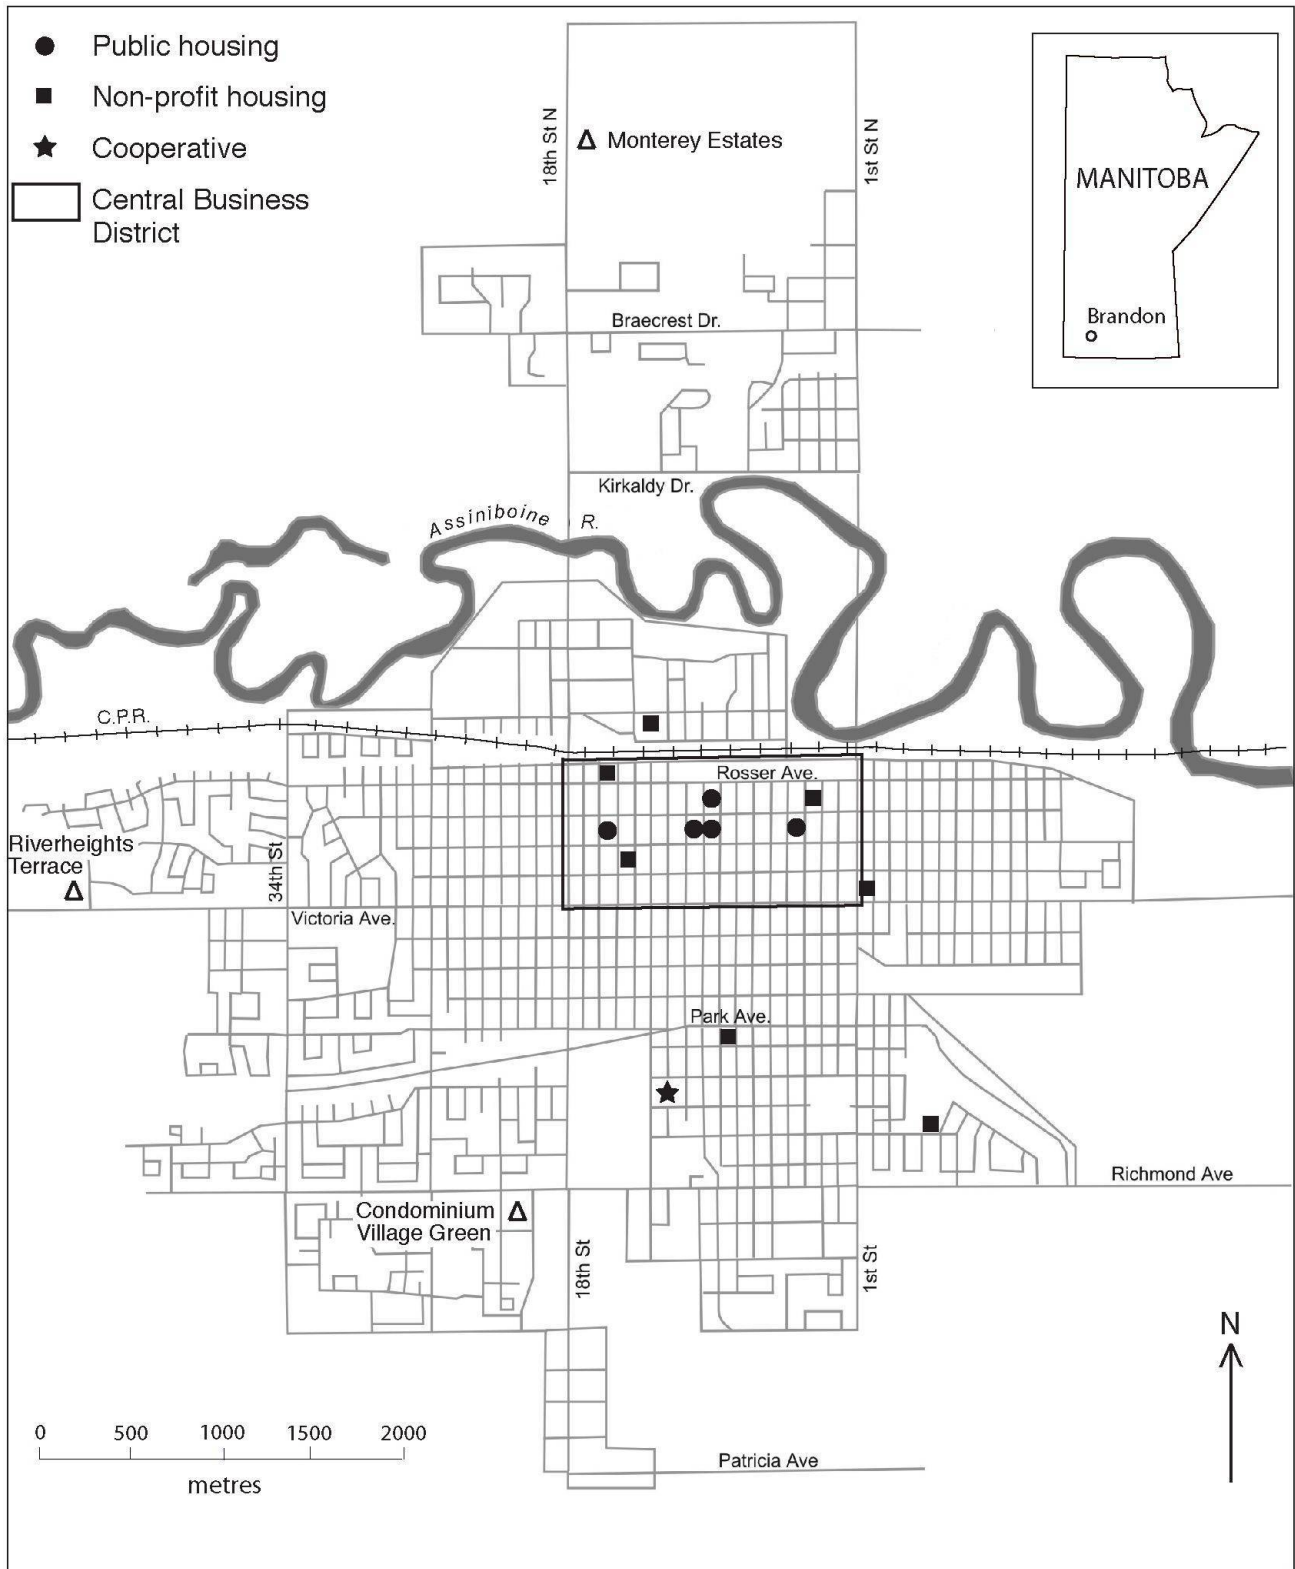 Public housing
Non-profit housing
Cooperative
Central Business
District
18th St N
Δ Monterey Estates
1st St N
MANITOBA
Brandon
Braecrest Dr.
Kirkaldy Dr.
Assiniboine R.
C.P.R.
Rosser Ave.
Riverheights
Terrace
Δ
34th St
Victoria Ave.
Park Ave.
Richmond Ave
Condominium
Village Green
Δ
18th St
1st St
N
0 500 1000 1500 2000
metres
Patricia Ave